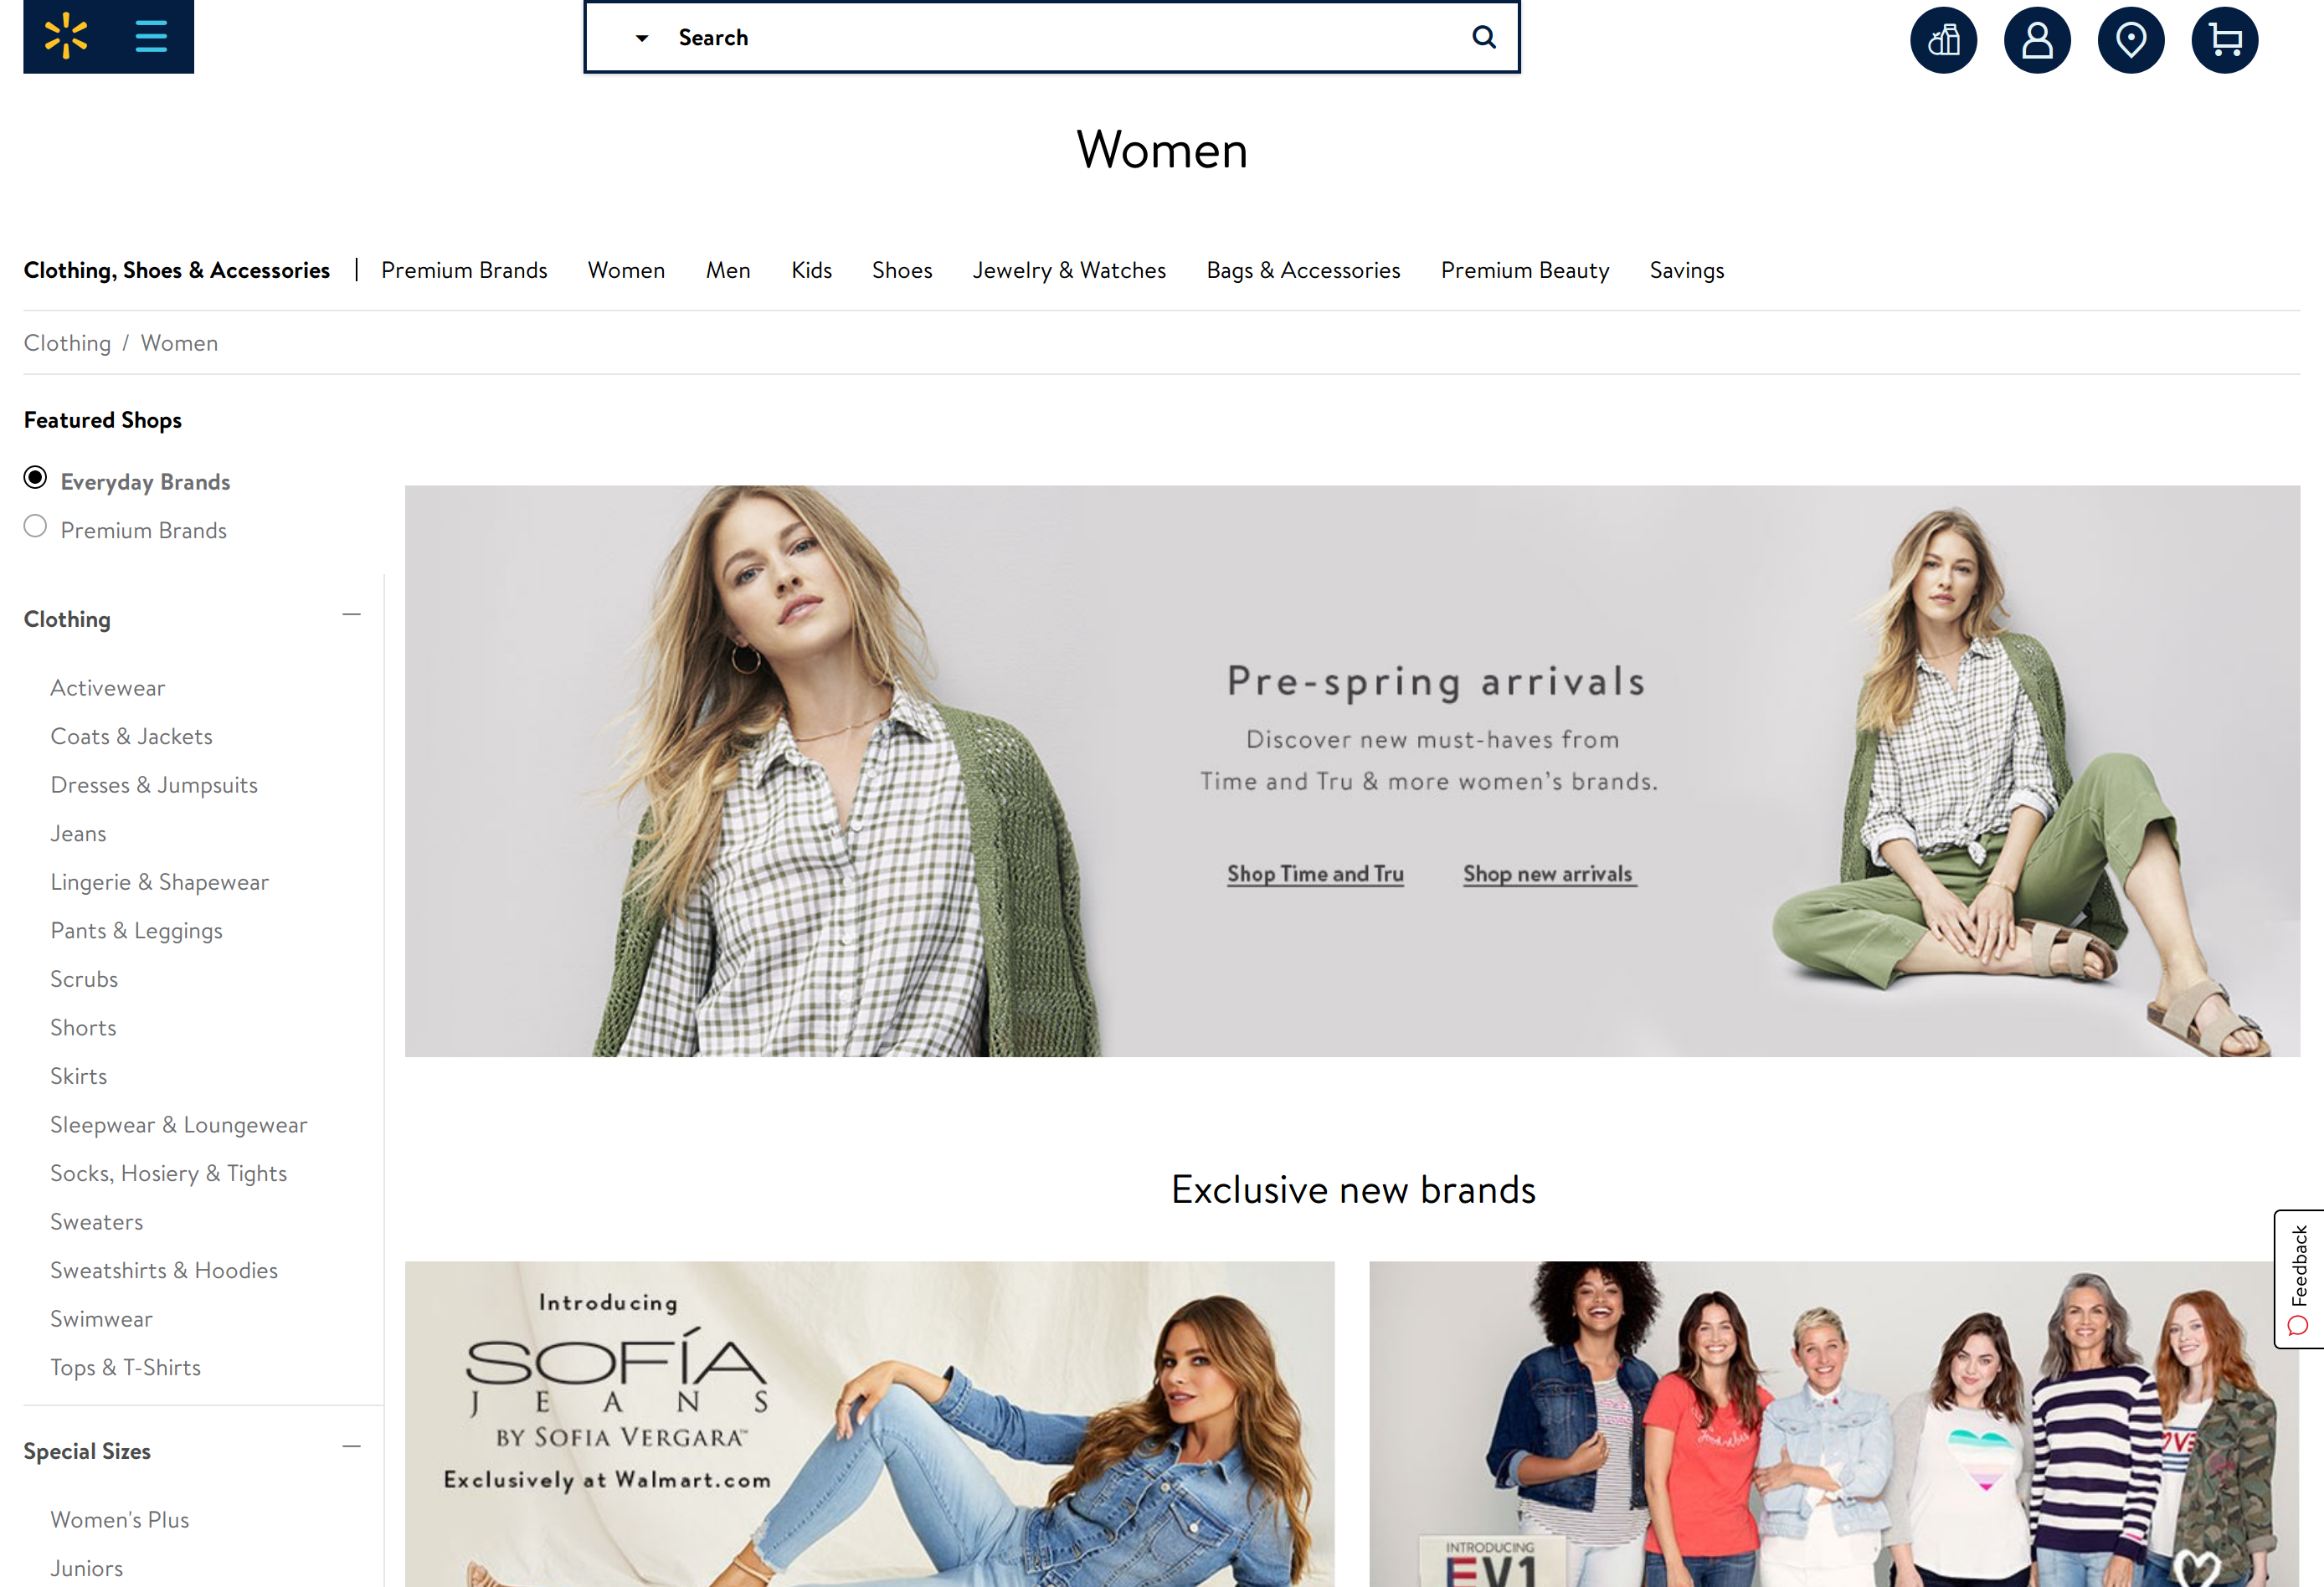 Search
Women
Clothing, Shoes & Accessories | Premium Brands Women Men Kids Shoes Jewelry & Watches Bags & Accessories Premium Beauty Savings
Clothing / Women
Featured Shops
Everyday Brands
Premium Brands
Clothing
Activewear
Coats & Jackets
Dresses & Jumpsuits
Jeans
Lingerie & Shapewear
Pants & Leggings
Scrubs
Shorts
Skirts
Sleepwear & Loungewear
Socks, Hosiery & Tights
Sweaters
Sweatshirts & Hoodies
Swimwear
Tops & T-Shirts
Special Sizes
Women's Plus
Juniors
Pre-spring arrivals
Discover new must-haves from
Time and Tru & more women's brands.
Shop Time and Tru Shop new arrivals
Exclusive new brands
Introducing
SOFÍA
JEANS
BY SOFIA VERGARA™
Exclusively at Walmart.com
INTRODUCING
EV1
Feedback